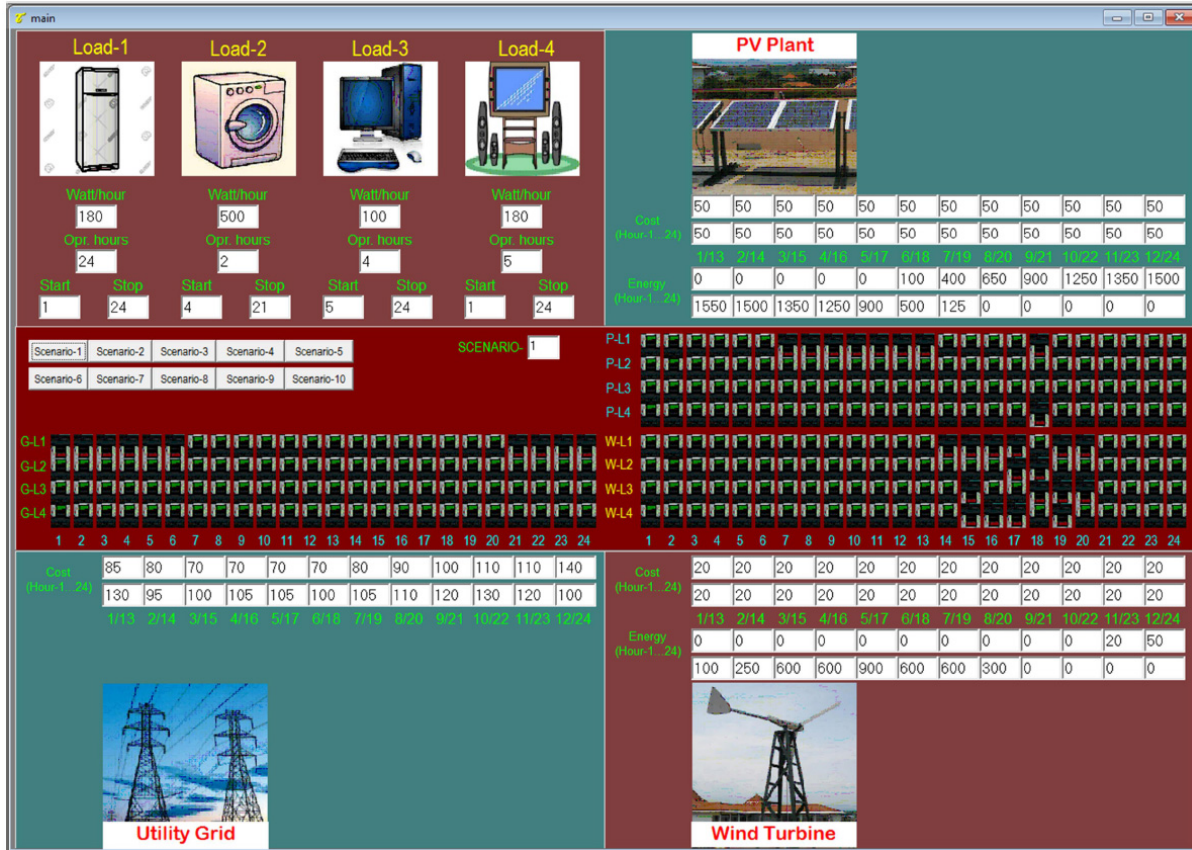 main
Load-1 Load-2 Load-3 Load-4
Watt/hour Watt/hour Watt/hour Watt/hour
180 500 100 180
Opr. hours Opr. hours Opr. hours Opr. hours
24 2 4 5
Start Stop Start Stop Start Stop Start Stop
1 24 4 21 5 24 1 24
PV Plant
Cost
(Hour-1...24)
50 50 50 50 50 50 50 50 50 50 50 50
50 50 50 50 50 50 50 50 50 50 50 50
1/13 2/14 3/15 4/16 5/17 6/18 7/19 8/20 9/21 10/22 11/23 12/24
Energy
(Hour-1...24)
0 0 0 0 0 100 400 650 900 1250 1350 1500
1550 1500 1350 1250 900 500 125 0 0 0 0 0
Scenario-1 Scenario-2 Scenario-3 Scenario-4 Scenario-5
Scenario-6 Scenario-7 Scenario-8 Scenario-9 Scenario-10
SCENARIO- 1
G-L1
G-L2
G-L3
G-L4
1 2 3 4 5 6 7 8 9 10 11 12 13 14 15 16 17 18 19 20 21 22 23 24
P-L1
P-L2
P-L3
P-L4
W-L1
W-L2
W-L3
W-L4
1 2 3 4 5 6 7 8 9 10 11 12 13 14 15 16 17 18 19 20 21 22 23 24
Cost
(Hour-1...24)
85 80 70 70 70 70 80 90 100 110 110 140
130 95 100 105 105 100 105 110 120 130 120 100
1/13 2/14 3/15 4/16 5/17 6/18 7/19 8/20 9/21 10/22 11/23 12/24
Utility Grid
Cost
(Hour-1...24)
20 20 20 20 20 20 20 20 20 20 20 20
20 20 20 20 20 20 20 20 20 20 20 20
1/13 2/14 3/15 4/16 5/17 6/18 7/19 8/20 9/21 10/22 11/23 12/24
Energy
(Hour-1...24)
0 0 0 0 0 0 0 0 0 0 20 50
100 250 600 600 900 600 600 300 0 0 0 0
Wind Turbine